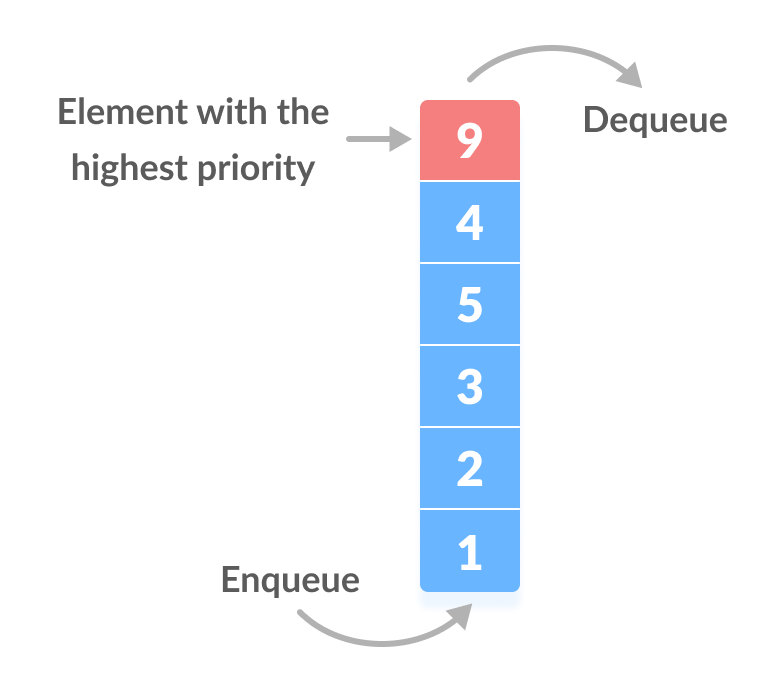 Element with the
highest priority
Dequeue
9
4
5
3
2
1
Enqueue